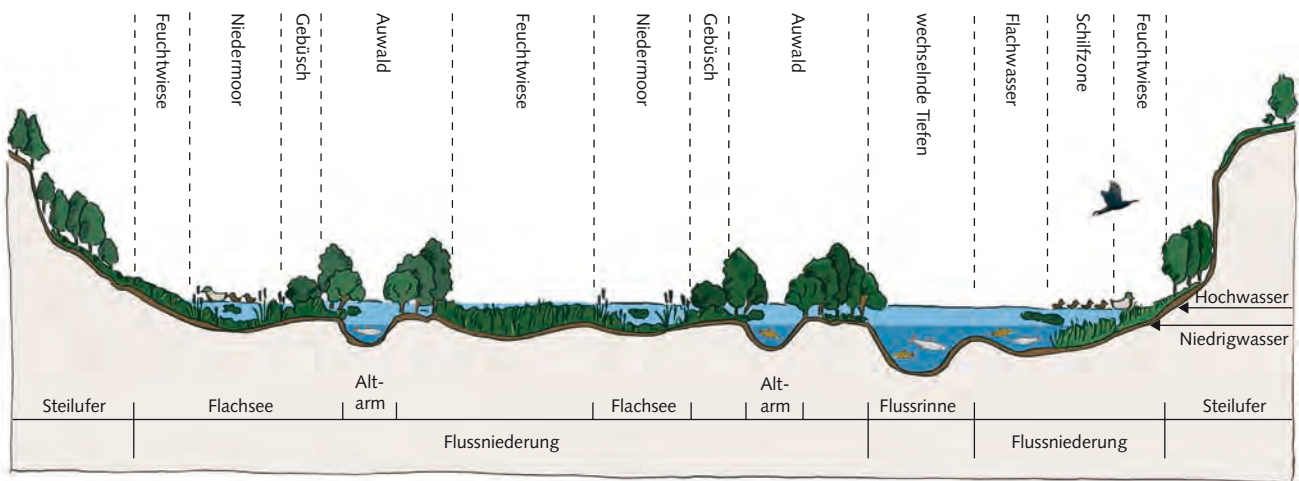 Feuchtwiese
Niedermoor
Gebüsch
Auwald
Feuchtwiese
Niedermoor
Gebüsch
Auwald
wechselnde Tiefen
Flachwasser
Schilfzone
Feuchtwiese
Hochwasser
Niedrigwasser
Steilufer
Flachsee
Alt-
arm
Flachsee
Alt-
arm
Flussrinne
Steilufer
Flussniederung
Flussniederung